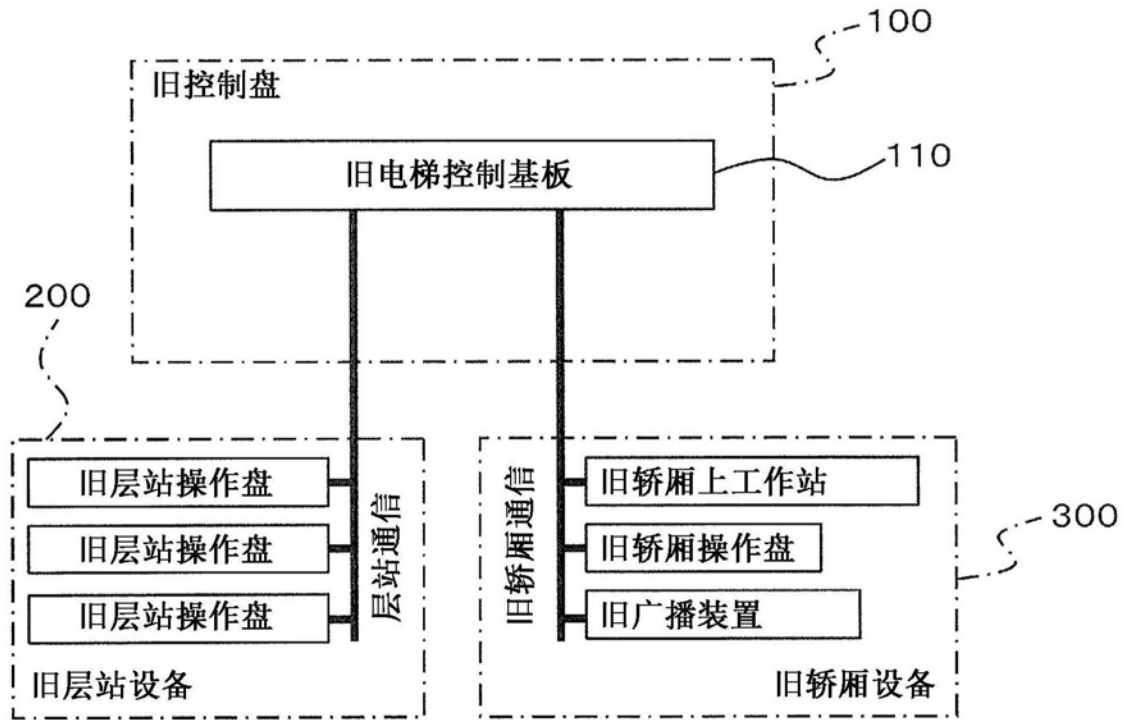 100
旧控制盘
旧电梯控制基板
110
200
旧层站操作盘
旧层站操作盘
旧层站操作盘
层站通信
旧层站设备
旧轿厢通信
旧轿厢上工作站
旧轿厢操作盘
旧广播装置
300
旧轿厢设备